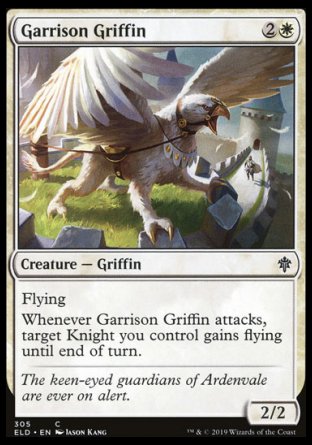 Garrison Griffin 2
Creature — Griffin
Flying
Whenever Garrison Griffin attacks,
target Knight you control gains flying
until end of turn.
The keen-eyed guardians of Ardenvale
are ever on alert.
2/2
305 C
ELD • EN JASON KANG
™ & © 2019 Wizards of the Coast